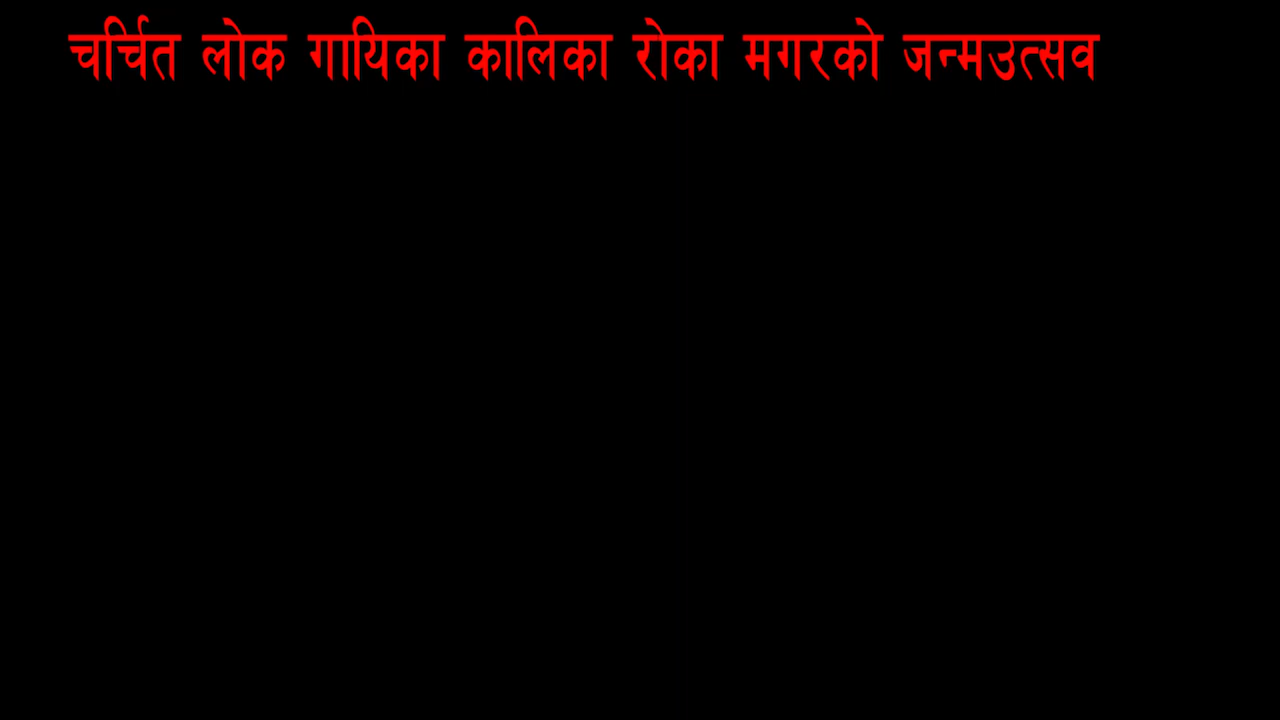 चर्चित लोक गायिका कालिका रोका मगरको जन्मउत्सव